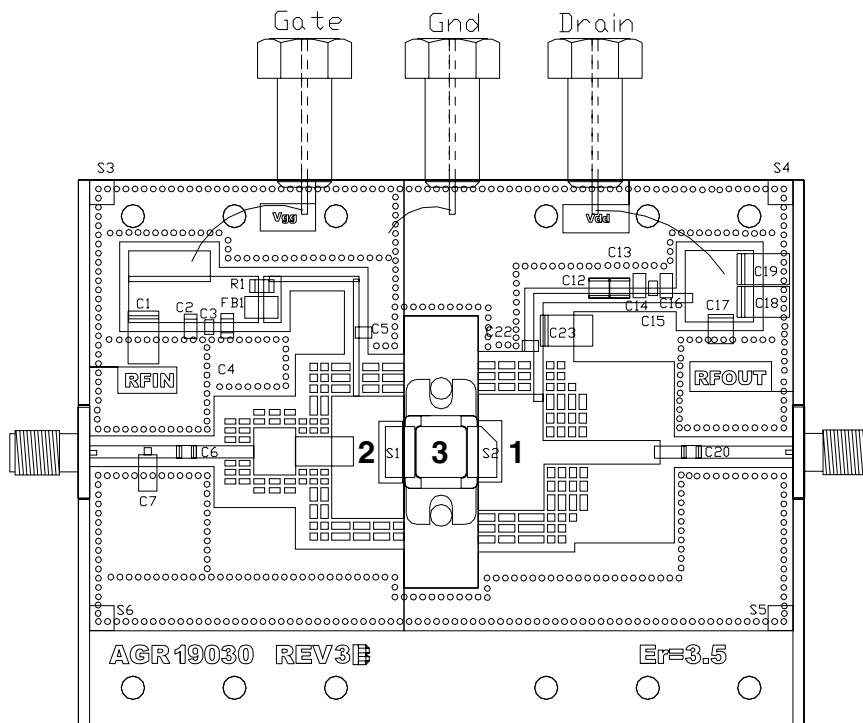 Gate Gnd Drain
S3 S4
Vgg Vdd
C13
R1 C12 C19
FB1 C14 C16
C1 C2 C3 C15 C17 C18
C5 C22 C23
C4
RFIN RFOUT
2 S1 3 S2 1
C6 C20
C7
S6 S5
AGR19030 REV3B Er=3.5